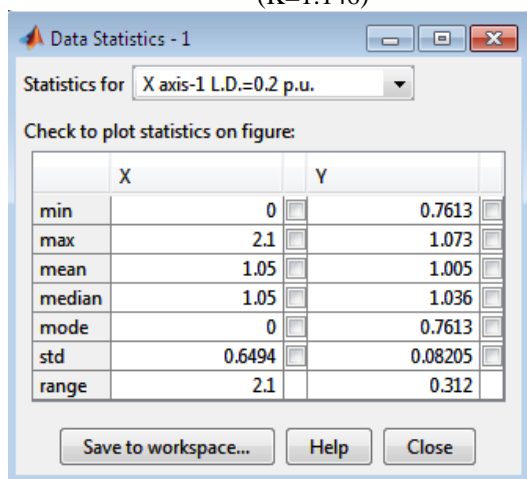 (K=1.146)
Data Statistics - 1
Statistics for X axis-1 L.D.=0.2 p.u.
Check to plot statistics on figure:
X Y
min 0 0.7613
max 2.1 1.073
mean 1.05 1.005
median 1.05 1.036
mode 0 0.7613
std 0.6494 0.08205
range 2.1 0.312
Save to workspace... Help Close